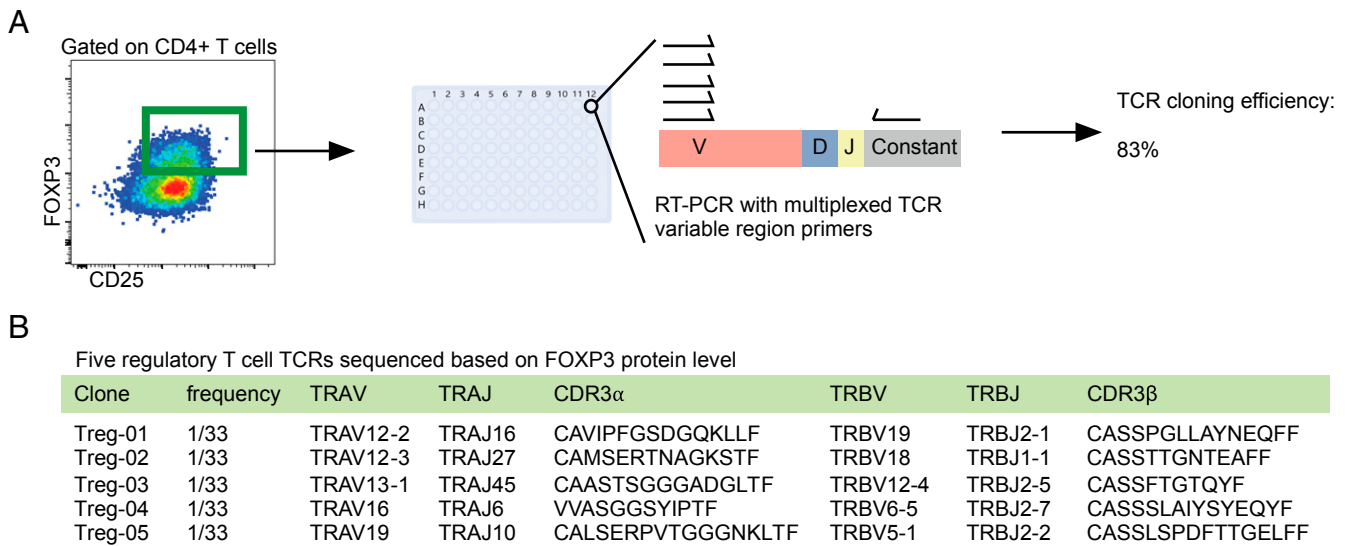 A
Gated on CD4+ T cells
FOXP3
CD25
1 2 3 4 5 6 7 8 9 10 11 12
A
B
C
D
E
F
G
H
V D J Constant
RT-PCR with multiplexed TCR
variable region primers
TCR cloning efficiency:
83%
B
Five regulatory T cell TCRs sequenced based on FOXP3 protein level
Clone frequency TRAV TRAJ CDR3α TRBV TRBJ CDR3β
Treg-01 1/33 TRAV12-2 TRAJ16 CAVIPFGSDGQKLLF TRBV19 TRBJ2-1 CASSPGLLAYNEQFF
Treg-02 1/33 TRAV12-3 TRAJ27 CAMSERTNAGKSTF TRBV18 TRBJ1-1 CASSTTGNTEAFF
Treg-03 1/33 TRAV13-1 TRAJ45 CAASTSGGGADGLTF TRBV12-4 TRBJ2-5 CASSFTGTQYF
Treg-04 1/33 TRAV16 TRAJ6 VVASGGSYIPTF TRBV6-5 TRBJ2-7 CASSSLAIYSYEQYF
Treg-05 1/33 TRAV19 TRAJ10 CALSERPVTGGGNKLTF TRBV5-1 TRBJ2-2 CASSLSPDFTTGELFF